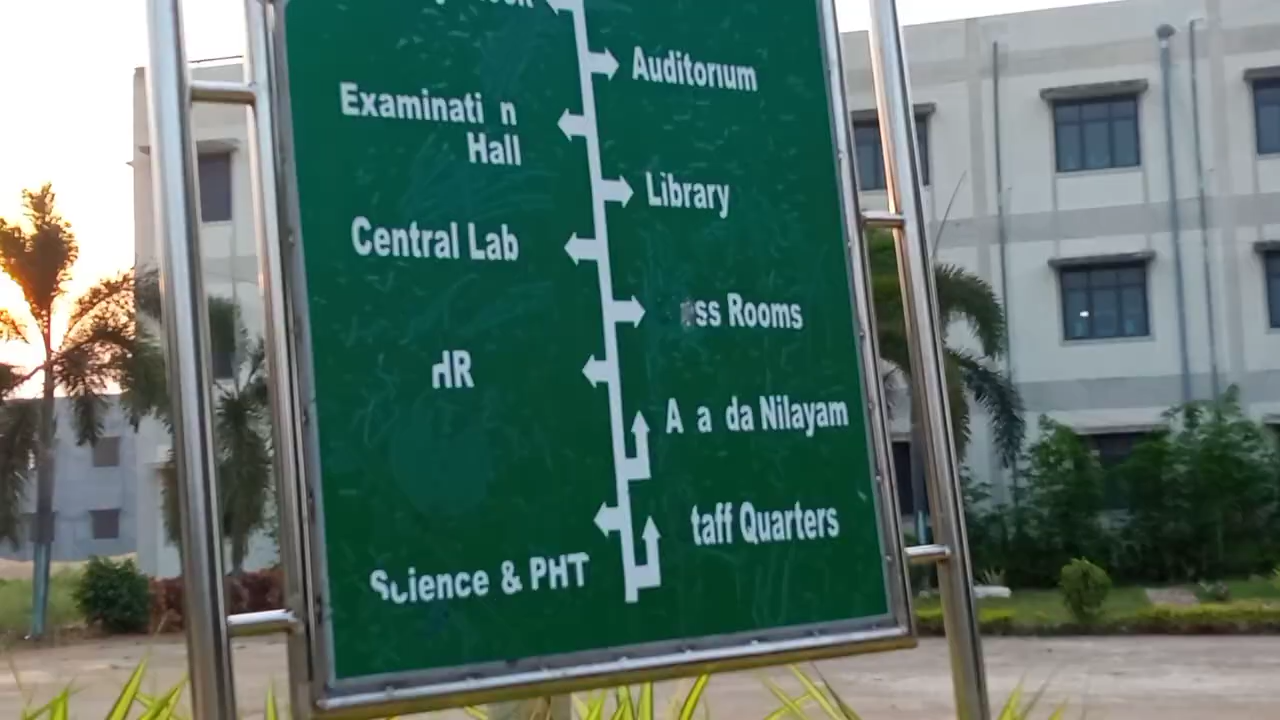 Auditorium
Examinati n
Hall
Library
Central Lab
ss Rooms
HR
A a da Nilayam
taff Quarters
Science & PHT